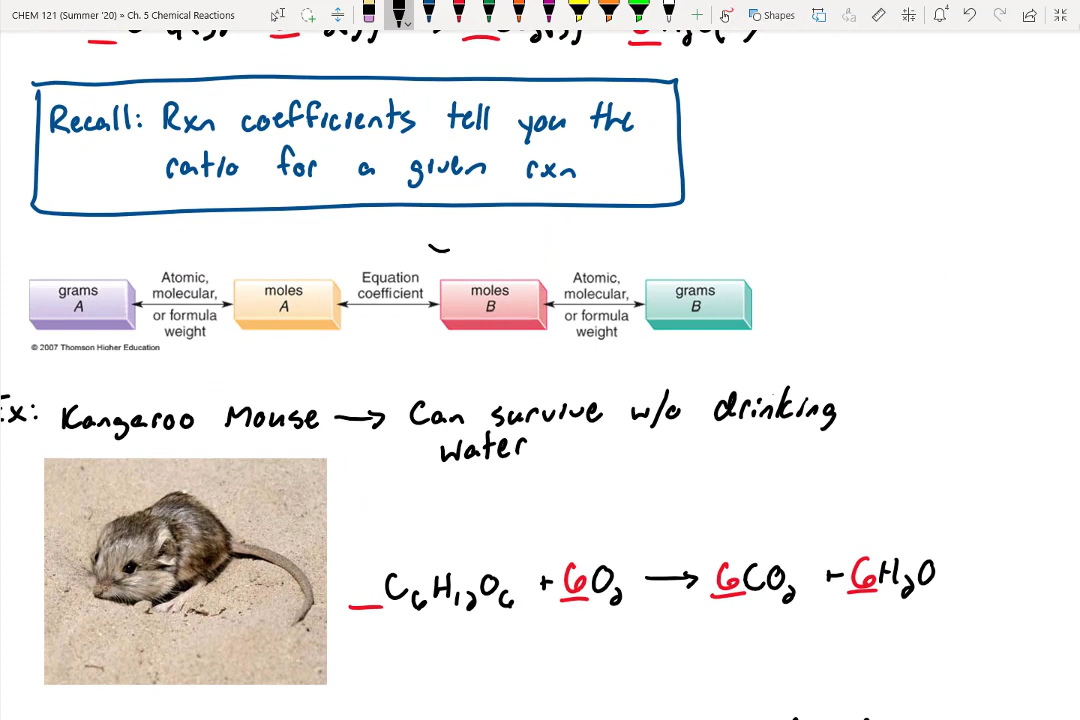 CHEM 121 (Summer '20) » Ch. 5 Chemical Reactions
Shapes
Recall: Rxn coefficients tell you the
ratio for a given rxn
grams A
Atomic, molecular, or formula weight
moles A
Equation coefficient
moles B
Atomic, molecular, or formula weight
grams B
© 2007 Thomson Higher Education
Ex: Kangaroo Mouse → Can survive w/o drinking
Water
_C₆H₁₂O₆ + 6O₂ → 6CO₂ + 6H₂O